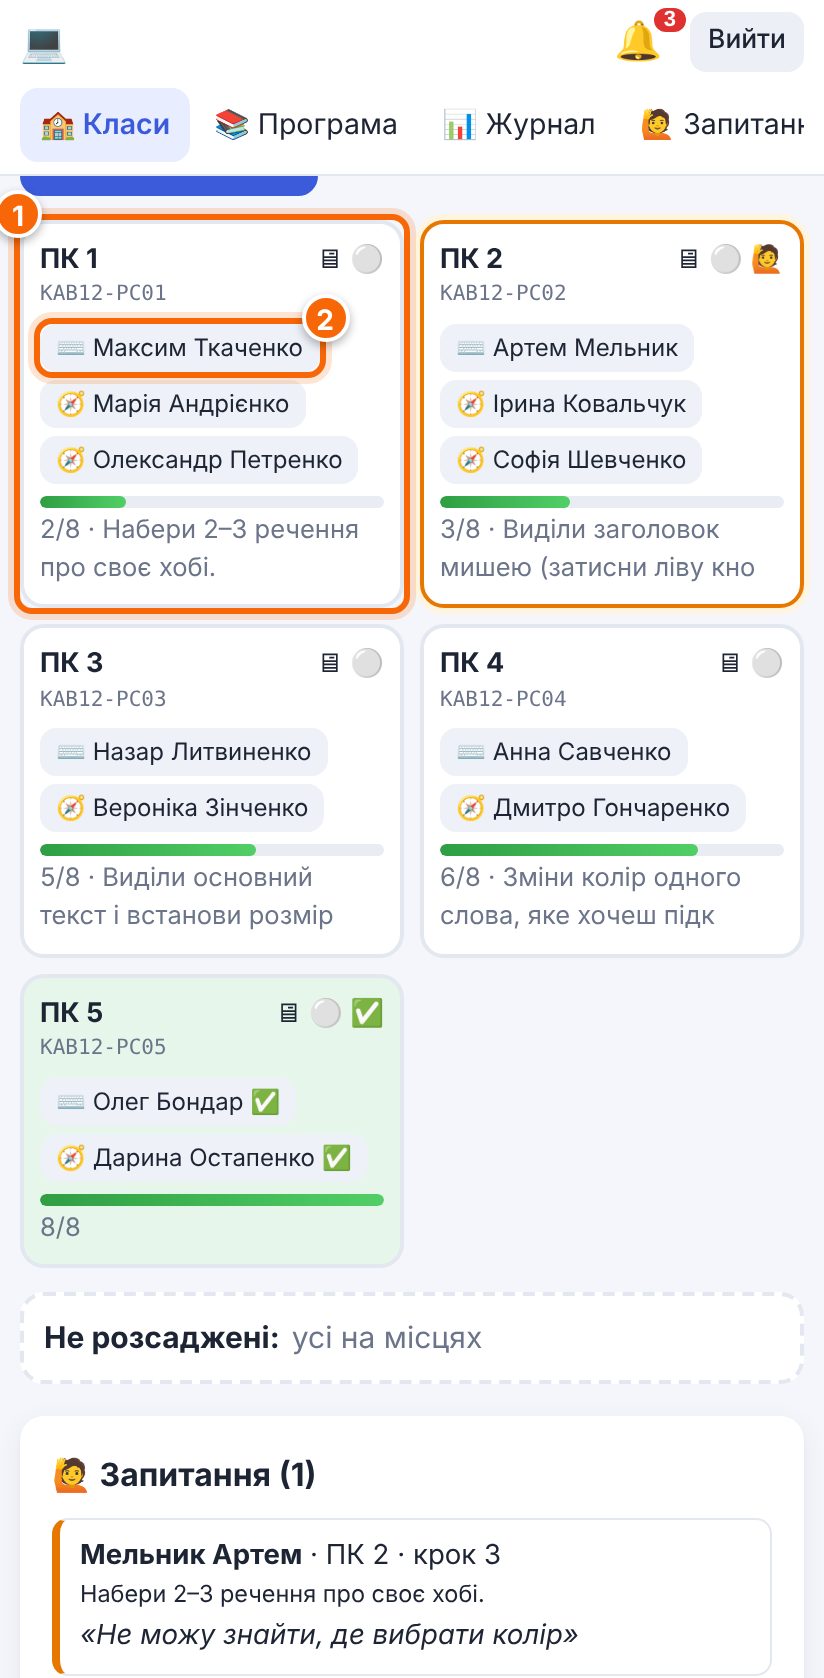 3
Вийти
Класи
Програма
Журнал
Запитан
1
ПК 1
KAB12-PC01
2
Максим Ткаченко
Марія Андрієнко
Олександр Петренко
2/8 · Набери 2–3 речення
про своє хобі.
ПК 2
KAB12-PC02
Артем Мельник
Ірина Ковальчук
Софія Шевченко
3/8 · Виділи заголовок
мишею (затисни ліву кно
ПК 3
KAB12-PC03
Назар Литвиненко
Вероніка Зінченко
5/8 · Виділи основний
текст і встанови розмір
ПК 4
KAB12-PC04
Анна Савченко
Дмитро Гончаренко
6/8 · Зміни колір одного
слова, яке хочеш підк
ПК 5
KAB12-PC05
Олег Бондар
Дарина Остапенко
8/8
Не розсаджені: усі на місцях
Запитання (1)
Мельник Артем · ПК 2 · крок 3
Набери 2–3 речення про своє хобі.
«Не можу знайти, де вибрати колір»